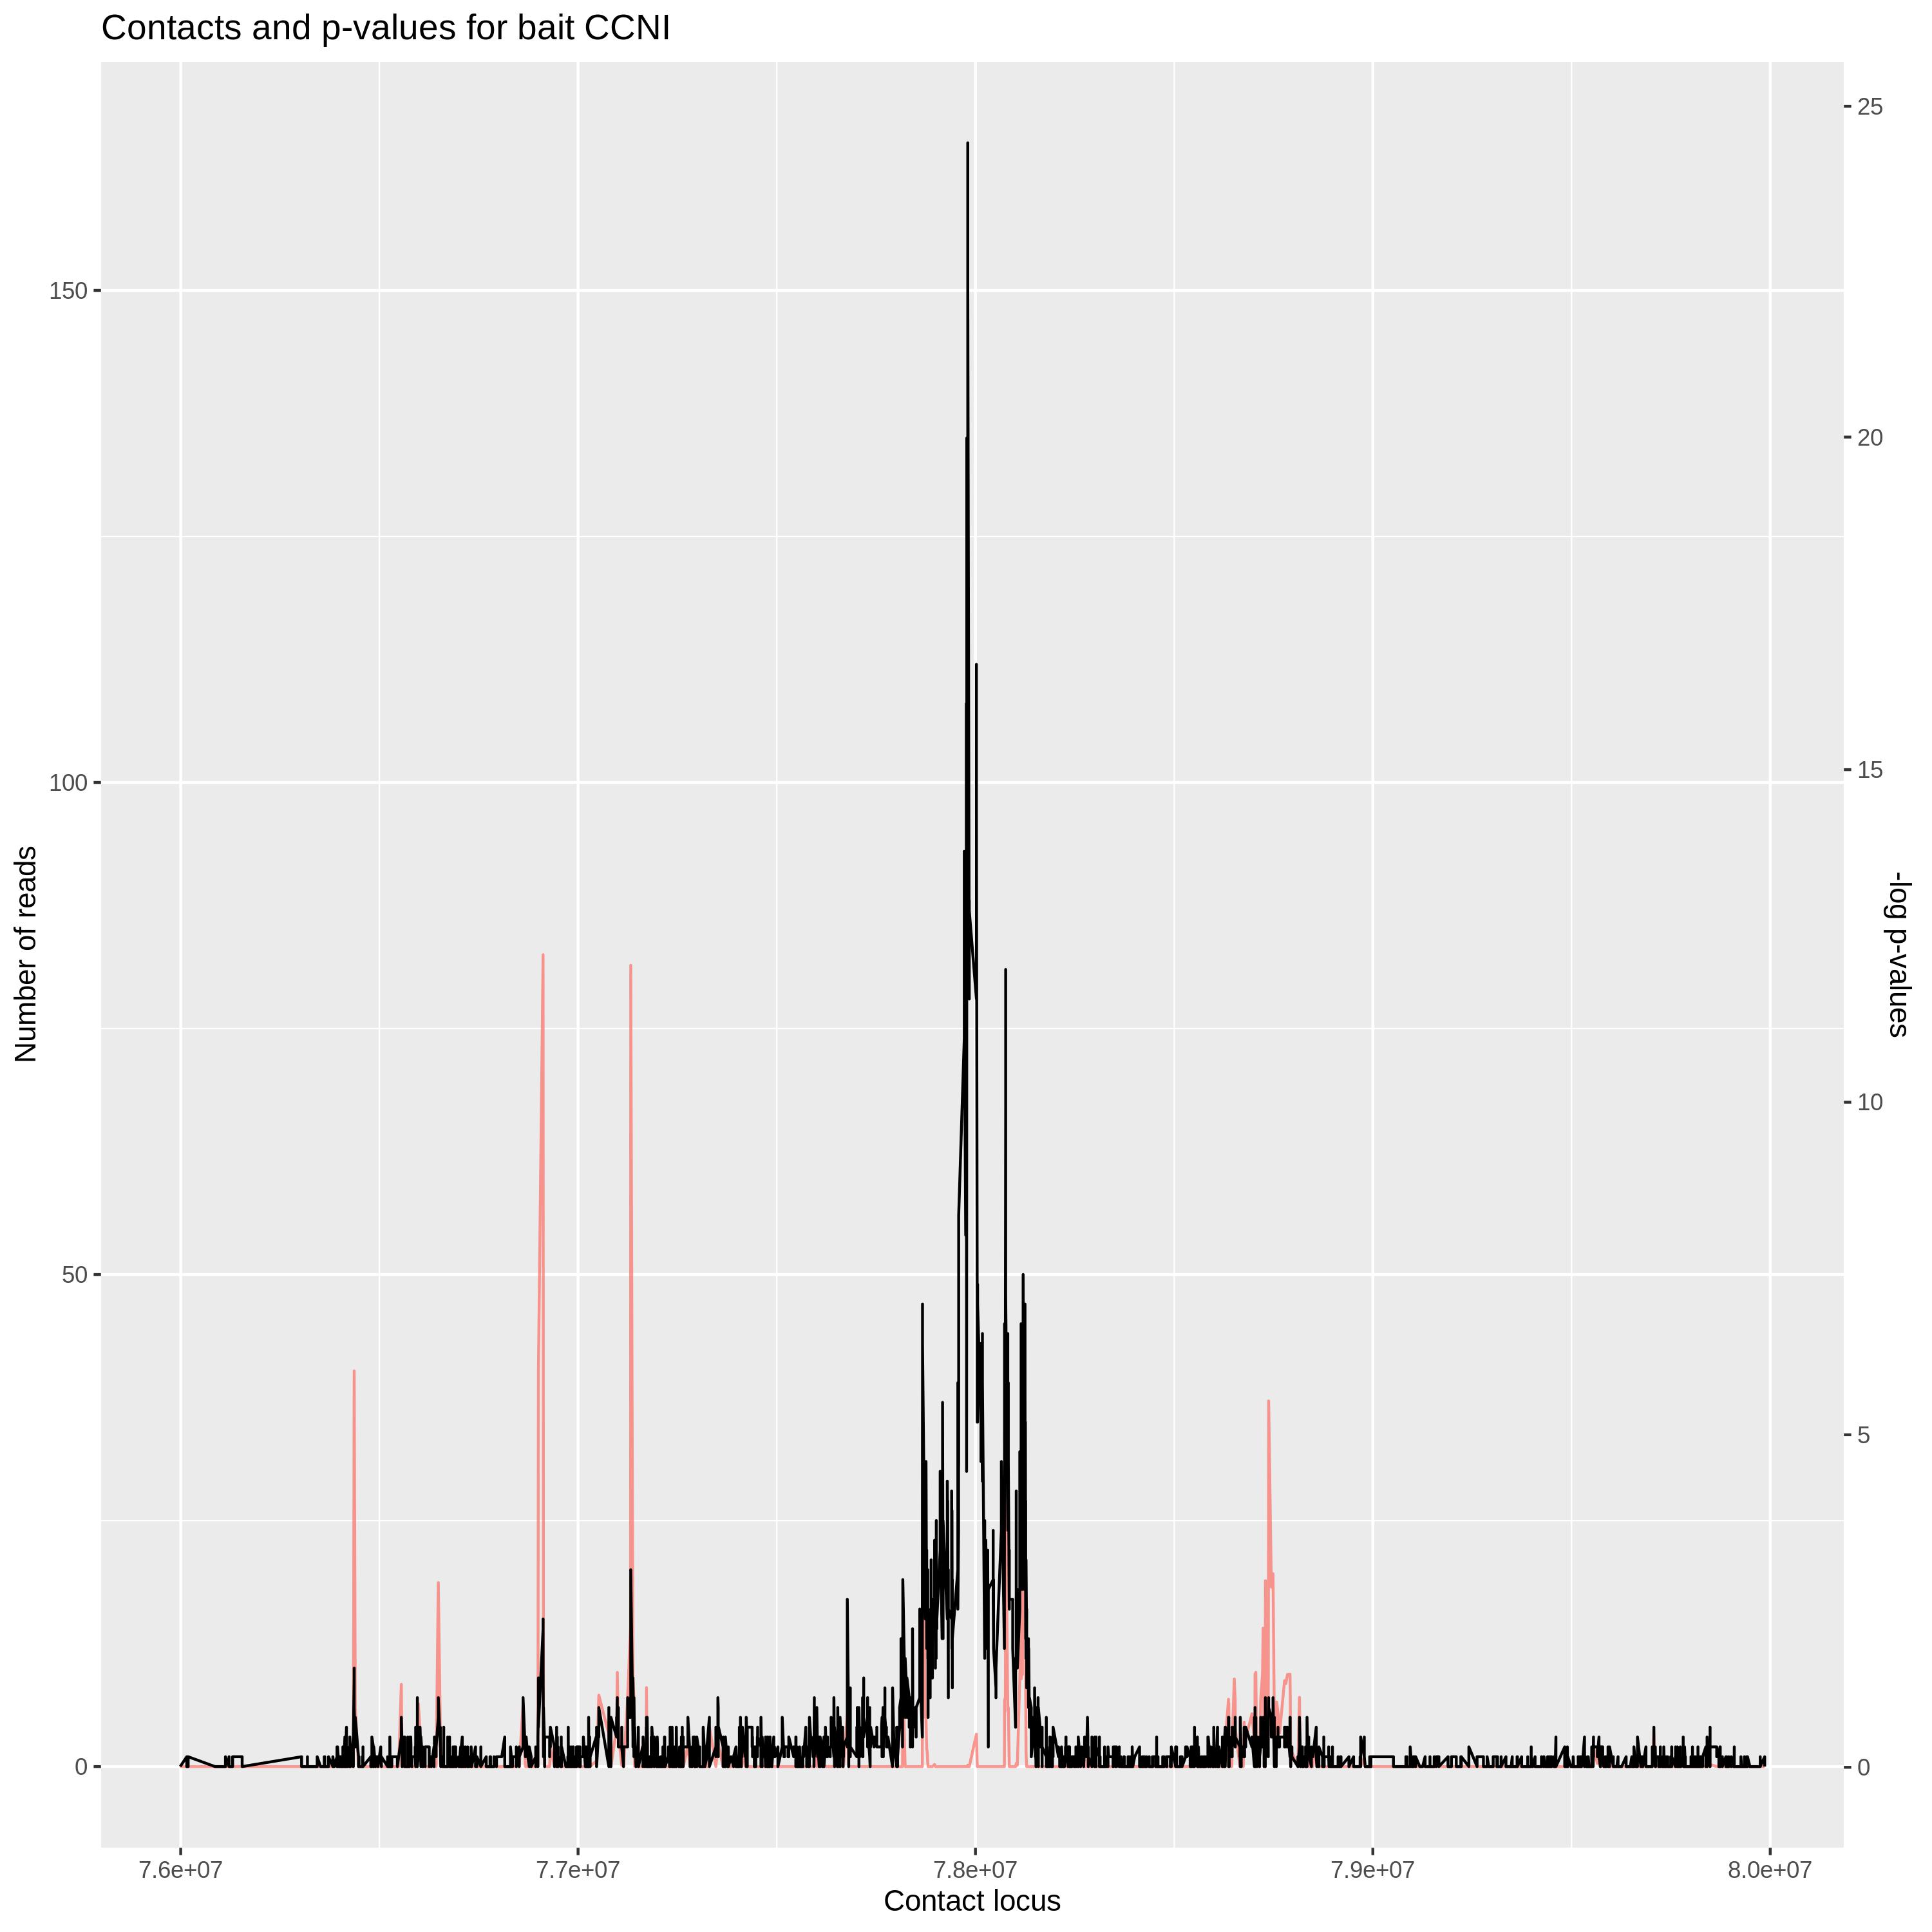 Contacts and p-values for bait CCNI
150
100
50
0
Number of reads
25
20
15
10
5
0
-log p-values
7.6e+07 7.7e+07 7.8e+07 7.9e+07 8.0e+07
Contact locus